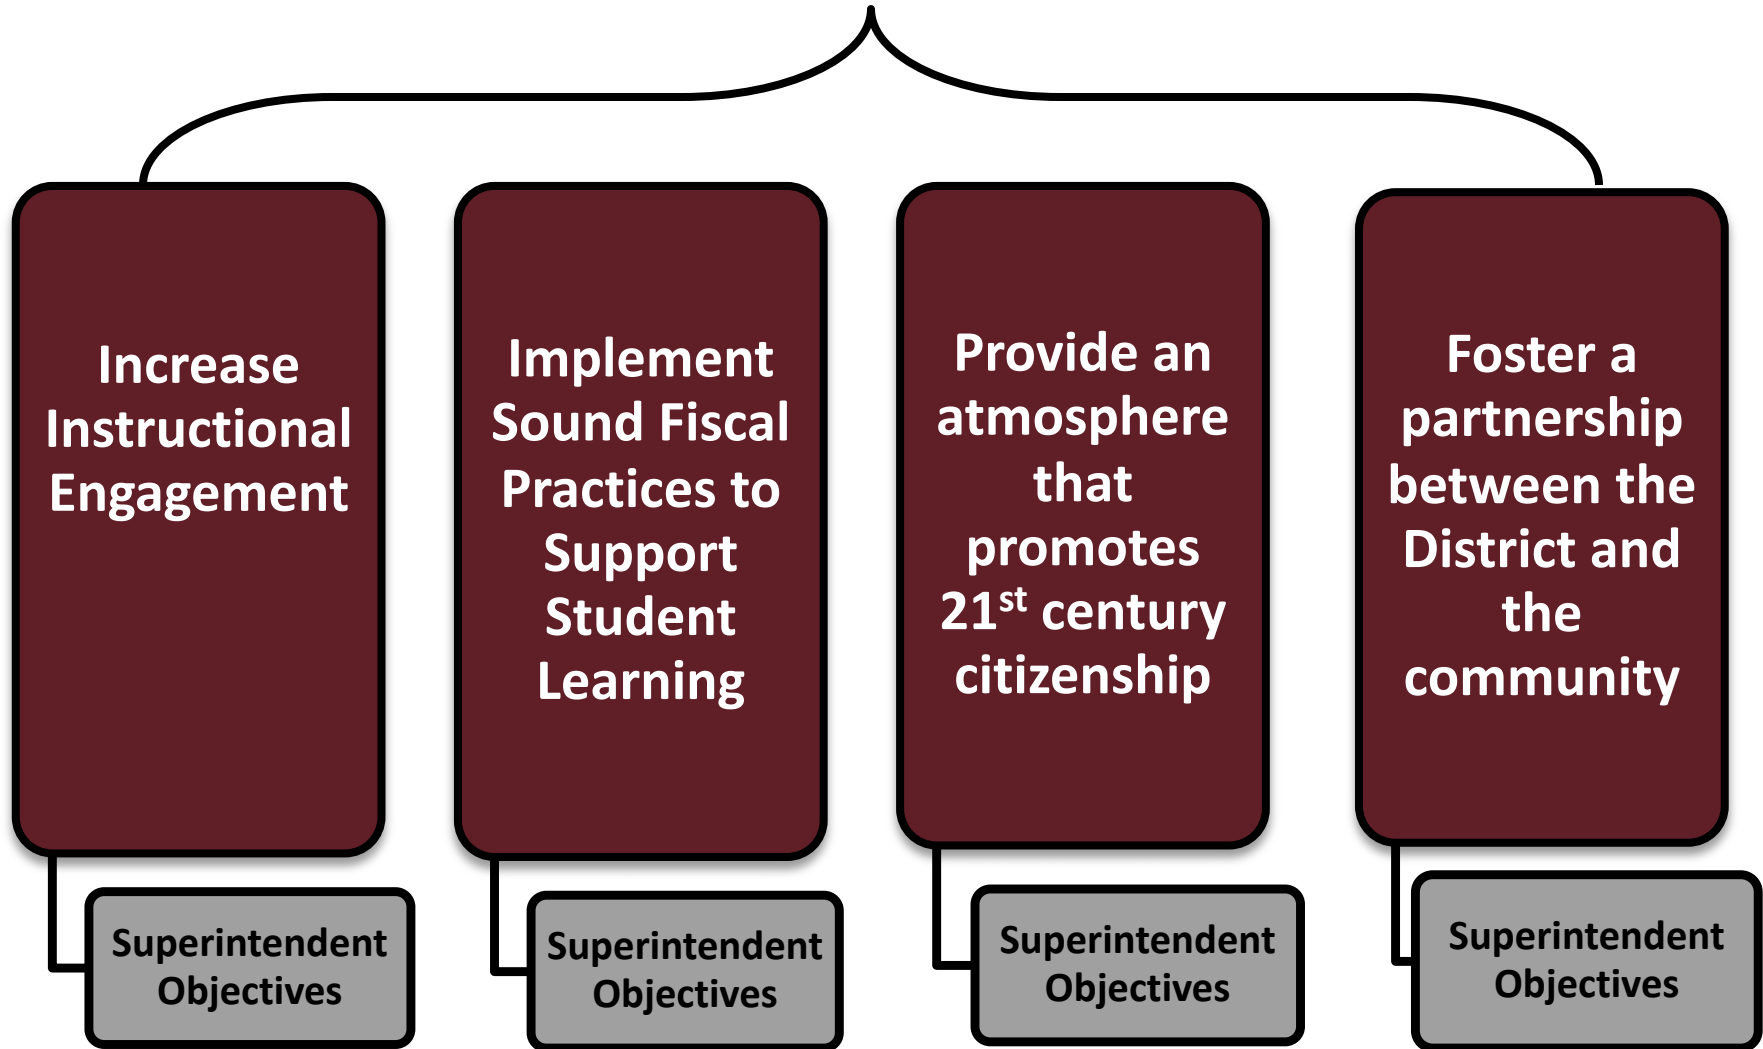 Increase
Instructional
Engagement
Implement
Sound Fiscal
Practices to
Support
Student
Learning
Provide an
atmosphere
that
promotes
21st century
citizenship
Foster a
partnership
between the
District and
the
community
Superintendent
Objectives
Superintendent
Objectives
Superintendent
Objectives
Superintendent
Objectives